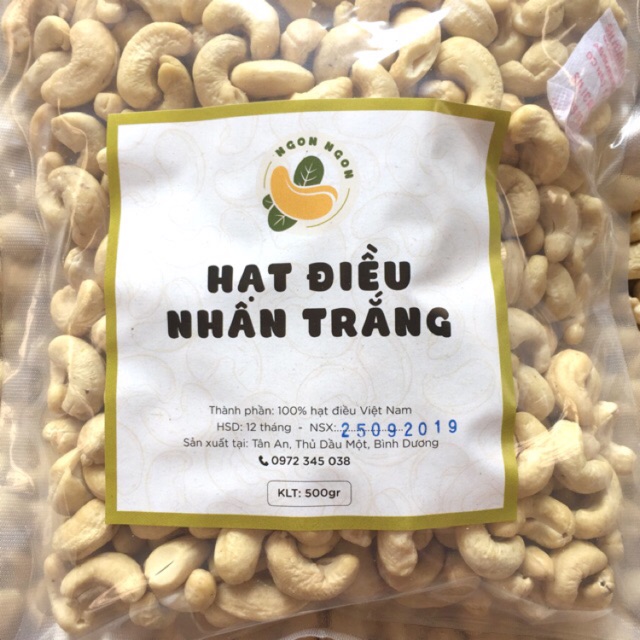 NGON NGON
HẠT ĐIỀU
NHÂN TRẮNG
Thành phần: 100% hạt điều Việt Nam
HSD: 12 tháng - NSX: 25092019
Sản xuất tại: Tân An, Thủ Dầu Một, Bình Dương
0972 345 038
KLT: 500gr